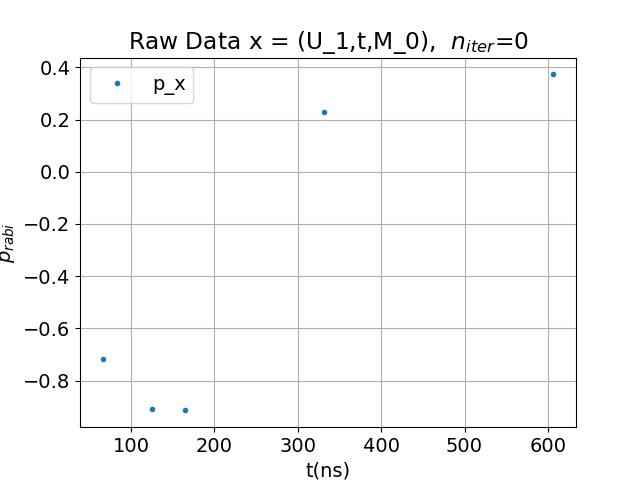 Raw Data x = (U_1,t,M_0), n_iter=0
p_x
0.4
0.2
0.0
−0.2
−0.4
−0.6
−0.8
p_rabi
100 200 300 400 500 600
t(ns)